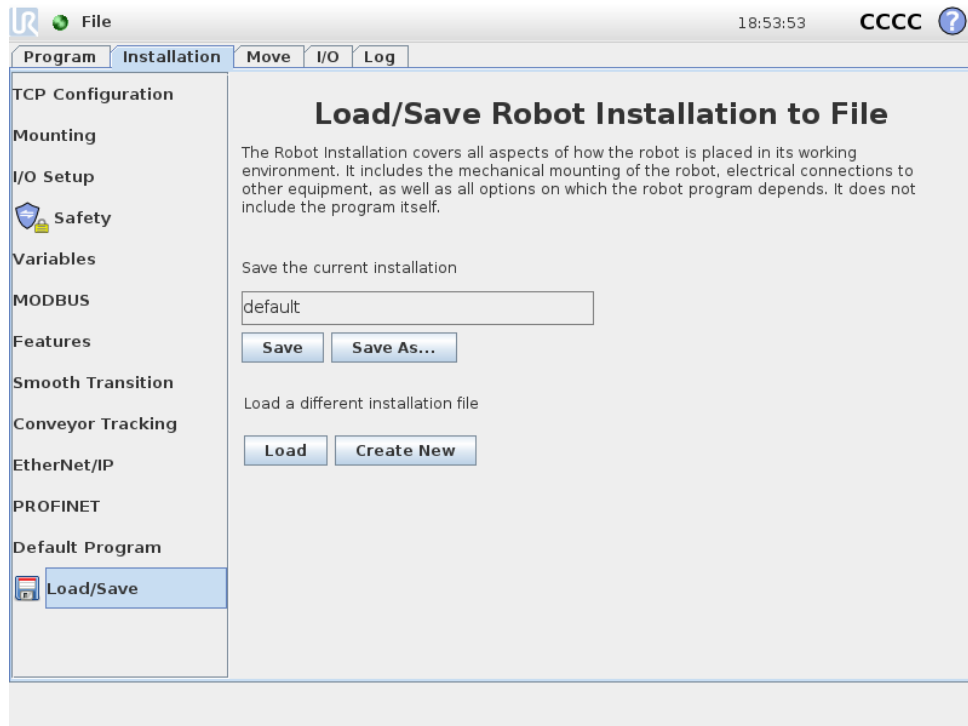 UR File 18:53:53 CCCC ?
Program Installation Move I/O Log
TCP Configuration
Mounting
I/O Setup
Safety
Variables
MODBUS
Features
Smooth Transition
Conveyor Tracking
EtherNet/IP
PROFINET
Default Program
Load/Save
Load/Save Robot Installation to File
The Robot Installation covers all aspects of how the robot is placed in its working
environment. It includes the mechanical mounting of the robot, electrical connections to
other equipment, as well as all options on which the robot program depends. It does not
include the program itself.
Save the current installation
default
Save Save As...
Load a different installation file
Load Create New